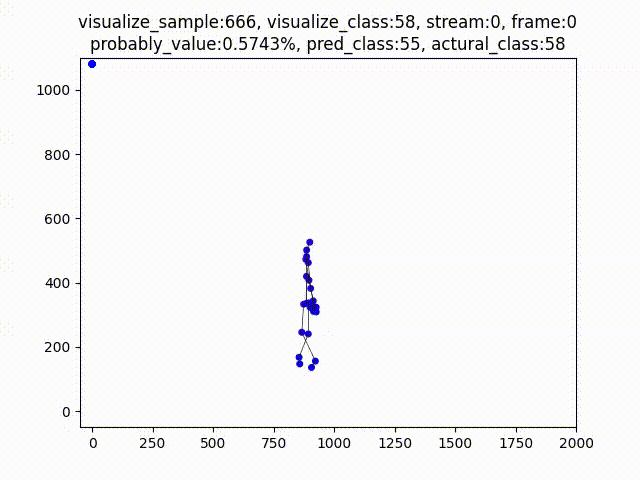 visualize_sample:666, visualize_class:58, stream:0, frame:0
probably_value:0.5743%, pred_class:55, actural_class:58
1000
800
600
400
200
0
0 250 500 750 1000 1250 1500 1750 2000